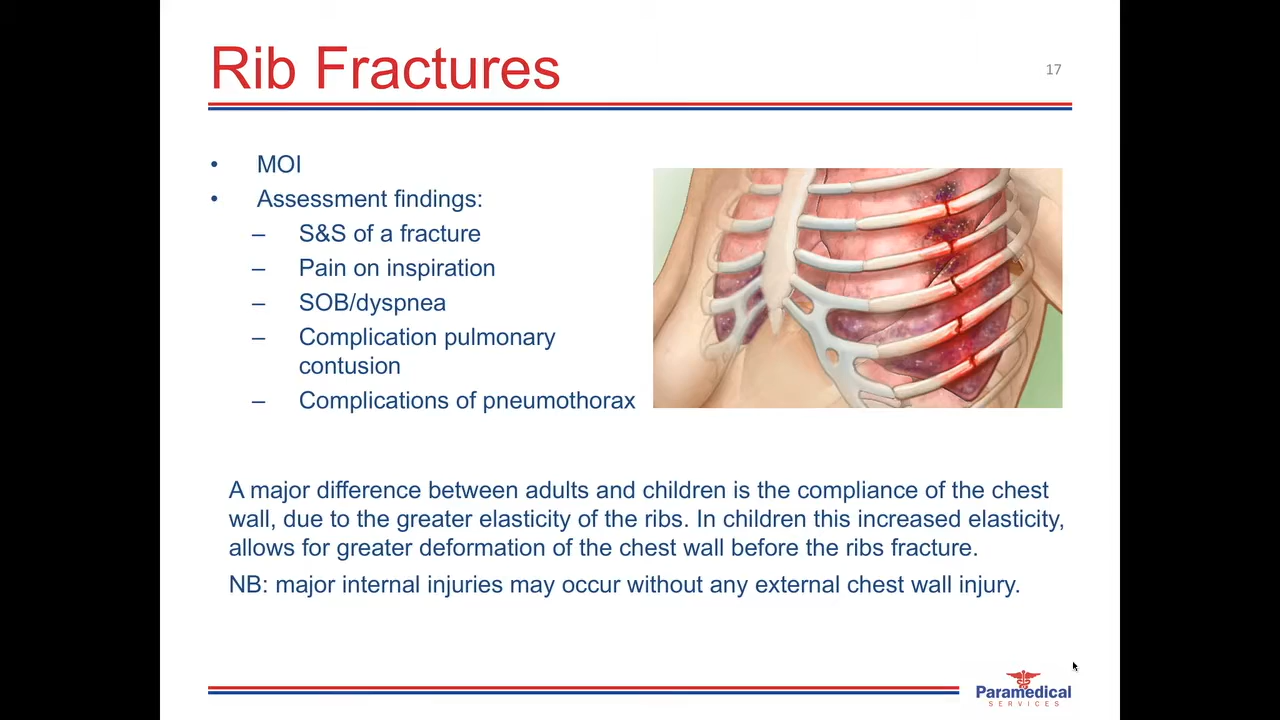 Rib Fractures
17
• MOI
• Assessment findings:
– S&S of a fracture
– Pain on inspiration
– SOB/dyspnea
– Complication pulmonary
contusion
– Complications of pneumothorax
A major difference between adults and children is the compliance of the chest
wall, due to the greater elasticity of the ribs. In children this increased elasticity,
allows for greater deformation of the chest wall before the ribs fracture.
NB: major internal injuries may occur without any external chest wall injury.
Paramedical
SERVICES